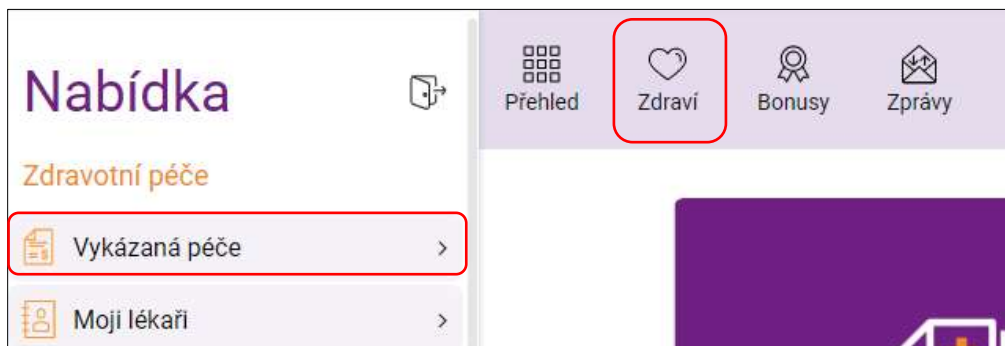 Nabídka
Přehled
Zdraví
Bonusy
Zprávy
Zdravotní péče
Vykázaná péče
Moji lékaři